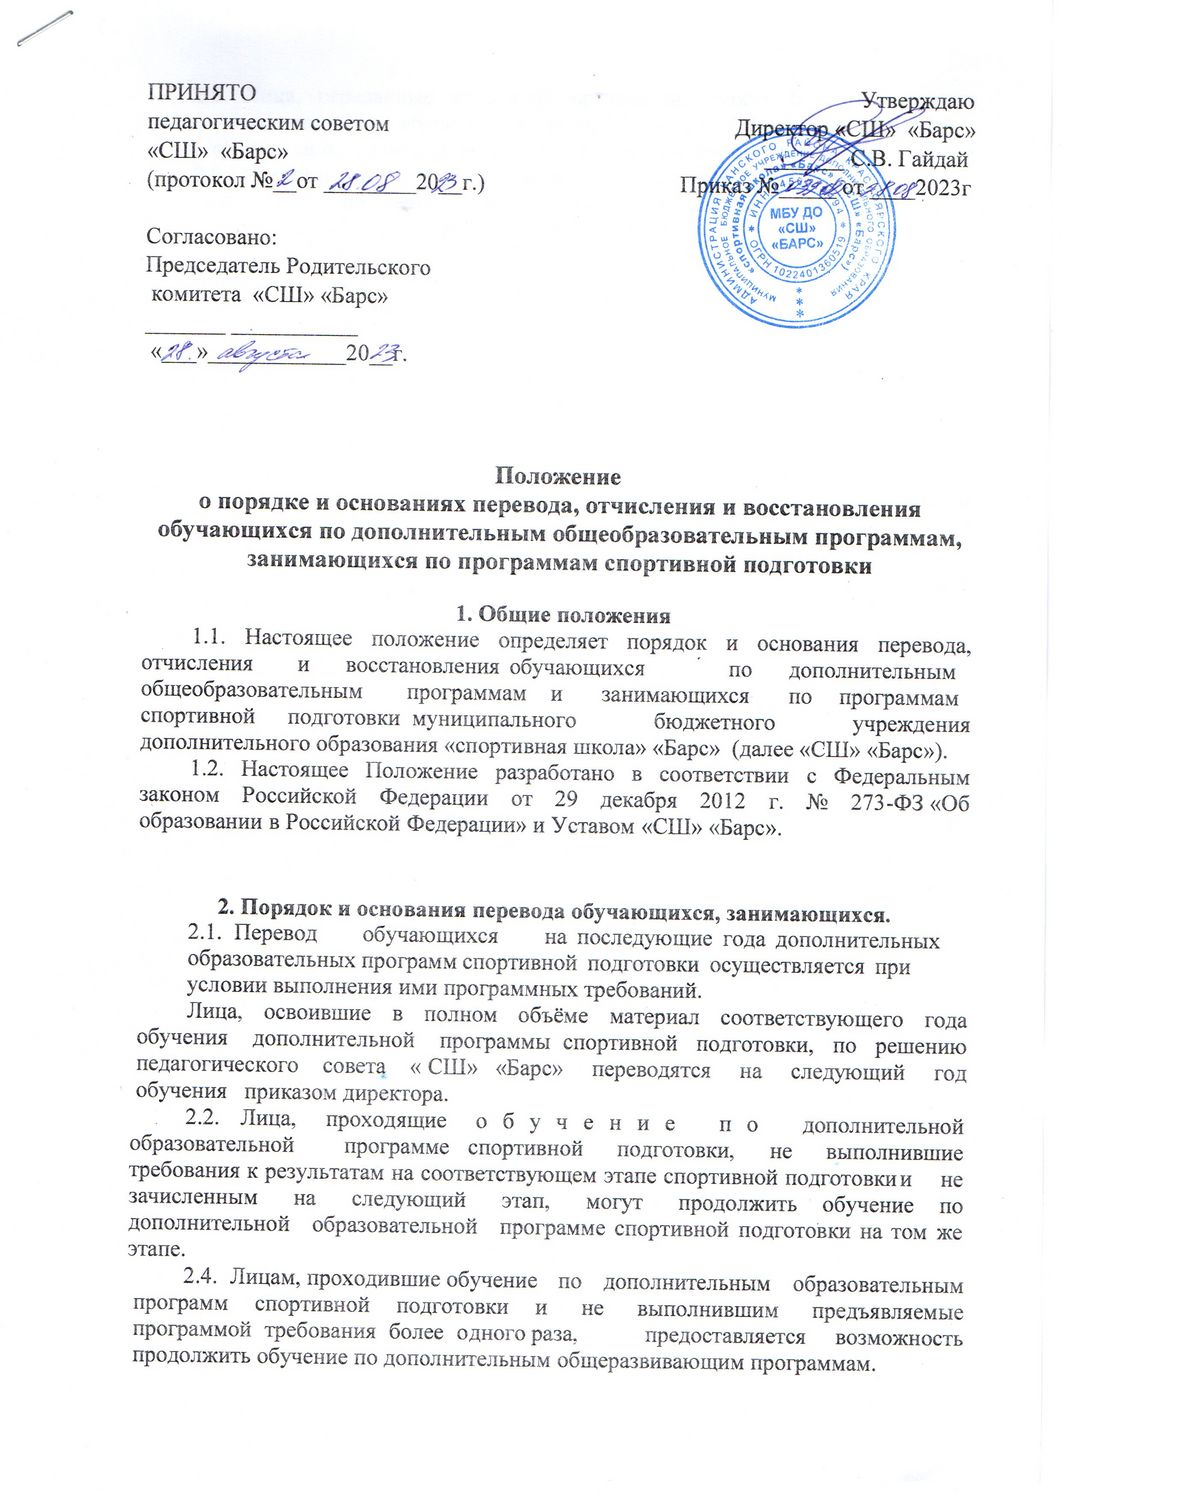 ПРИНЯТО
педагогическим советом
«СШ» «Барс»
(протокол № 2 от 28 08 2023 г.)
Утверждаю
Директор «СШ» «Барс»
С.В. Гайдай
Приказ № от 08 2023г
Согласовано:
Председатель Родительского
комитета «СШ» «Барс»
«28.» августа 2023г.
МБУ ДО
«СШ»
«БАРС»
ОГРН 1022401360519
Положение
о порядке и основаниях перевода, отчисления и восстановления
обучающихся по дополнительным общеобразовательным программам,
занимающихся по программам спортивной подготовки
1. Общие положения
1.1. Настоящее положение определяет порядок и основания перевода,
отчисления и восстановления обучающихся по дополнительным
общеобразовательным программам и занимающихся по программам
спортивной подготовки муниципального бюджетного учреждения
дополнительного образования «спортивная школа» «Барс» (далее «СШ» «Барс»).
1.2. Настоящее Положение разработано в соответствии с Федеральным
законом Российской Федерации от 29 декабря 2012 г. № 273-ФЗ «Об
образовании в Российской Федерации» и Уставом «СШ» «Барс».
2. Порядок и основания перевода обучающихся, занимающихся.
2.1. Перевод обучающихся на последующие года дополнительных
образовательных программ спортивной подготовки осуществляется при
условии выполнения ими программных требований.
Лица, освоившие в полном объёме материал соответствующего года
обучения дополнительной программы спортивной подготовки, по решению
педагогического совета « СШ» «Барс» переводятся на следующий год
обучения приказом директора.
2.2. Лица, проходящие о б у ч е н и е п о дополнительной
образовательной программе спортивной подготовки, не выполнившие
требования к результатам на соответствующем этапе спортивной подготовки и не
зачисленным на следующий этап, могут продолжить обучение по
дополнительной образовательной программе спортивной подготовки на том же
этапе.
2.4. Лицам, проходившие обучение по дополнительным образовательным
программ спортивной подготовки и не выполнившим предъявляемые
программой требования более одного раза, предоставляется возможность
продолжить обучение по дополнительным общеразвивающим программам.